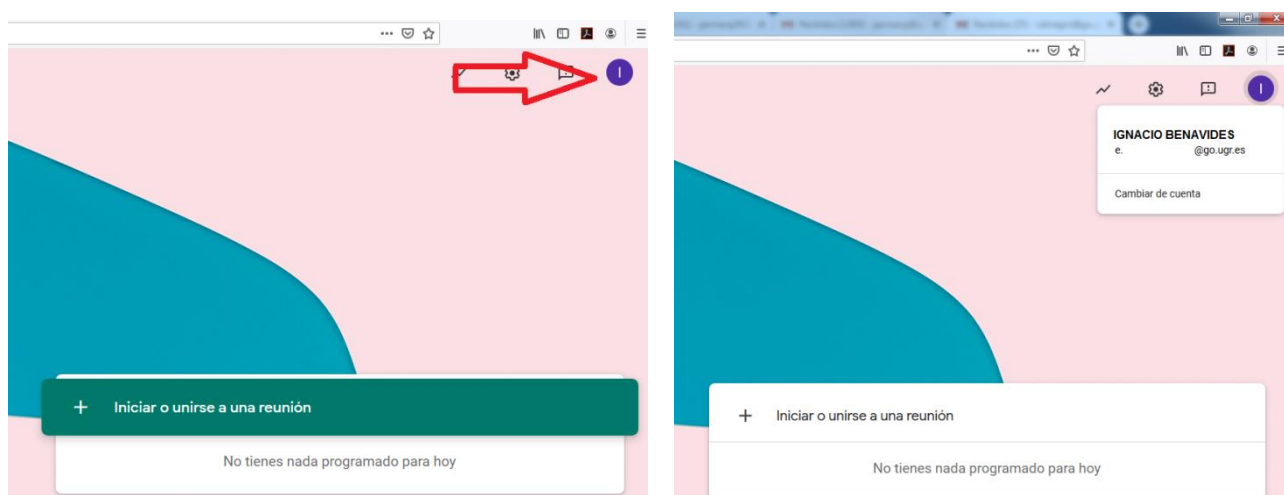 I
Iniciar o unirse a una reunión
No tienes nada programado para hoy
I
IGNACIO BENAVIDES
e. @go.ugr.es
Cambiar de cuenta
Iniciar o unirse a una reunión
No tienes nada programado para hoy